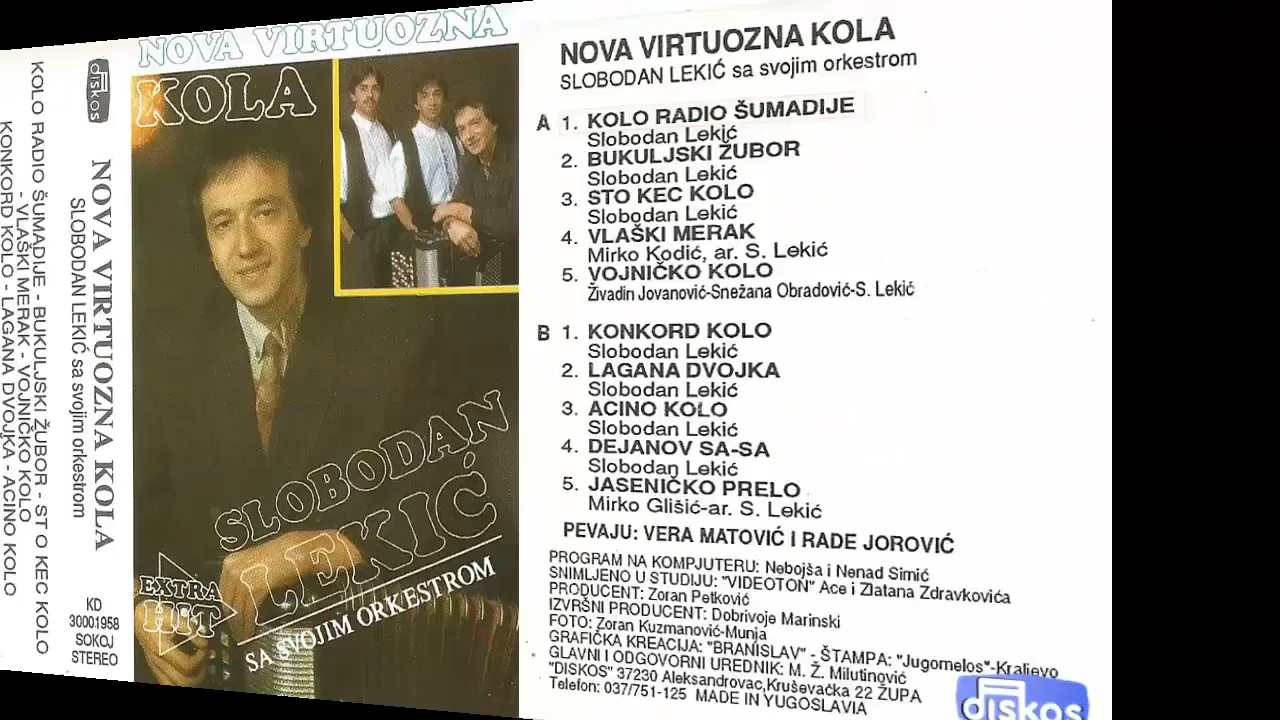 KOLO RADIO ŠUMADIJE - BUKULJSKI ŽUBOR - ST O KEC KOLO
- VLAŠKI MERAK - VOJNIČKO KOLO
KONKORD KOLO - LAGANA DVOJKA - ACINO KOLO
diskos
NOVA VIRTUOZNA KOLA
SLOBODAN LEKIĆ sa svojim orkestrom
KD
30001958
SOKOJ
STEREO
NOVA VIRTUOZNA
KOLA
SLOBODAN
LEKIĆ
SA SVOJIM ORKESTROM
EXTRA
HIT
NOVA VIRTUOZNA KOLA
SLOBODAN LEKIĆ sa svojim orkestrom
A 1. KOLO RADIO ŠUMADIJE
Slobodan Lekić
2. BUKULJSKI ŽUBOR
Slobodan Lekić
3. STO KEC KOLO
Slobodan Lekić
4. VLAŠKI MERAK
Mirko Kodić, ar. S. Lekić
5. VOJNIČKO KOLO
Živadin Jovanović-Snežana Obradović-S. Lekić
B 1. KONKORD KOLO
Slobodan Lekić
2. LAGANA DVOJKA
Slobodan Lekić
3. ACINO KOLO
Slobodan Lekić
4. DEJANOV SA-SA
Slobodan Lekić
5. JASENIČKO PRELO
Mirko Glišić-ar. S. Lekić
PEVAJU: VERA MATOVIĆ I RADE JOROVIĆ
PROGRAM NA KOMPJUTERU: Nebojša i Nenad Simić
SNIMLJENO U STUDIJU: "VIDEOTON" Ace i Zlatana Zdravkovića
PRODUCENT: Zoran Petković
IZVRŠNI PRODUCENT: Dobrivoje Marinski
FOTO: Zoran Kuzmanović-Munja
GRAFIČKA KREACIJA: "BRANISLAV" - ŠTAMPA: "Jugomelos"-Kraljevo
GLAVNI I ODGOVORNI UREDNIK: M. Ž. Milutinović
"DISKOS" 37230 Aleksandrovac,Kruševačka 22 ŽUPA
Telefon: 037/751-125 MADE IN YUGOSLAVIA
diskos